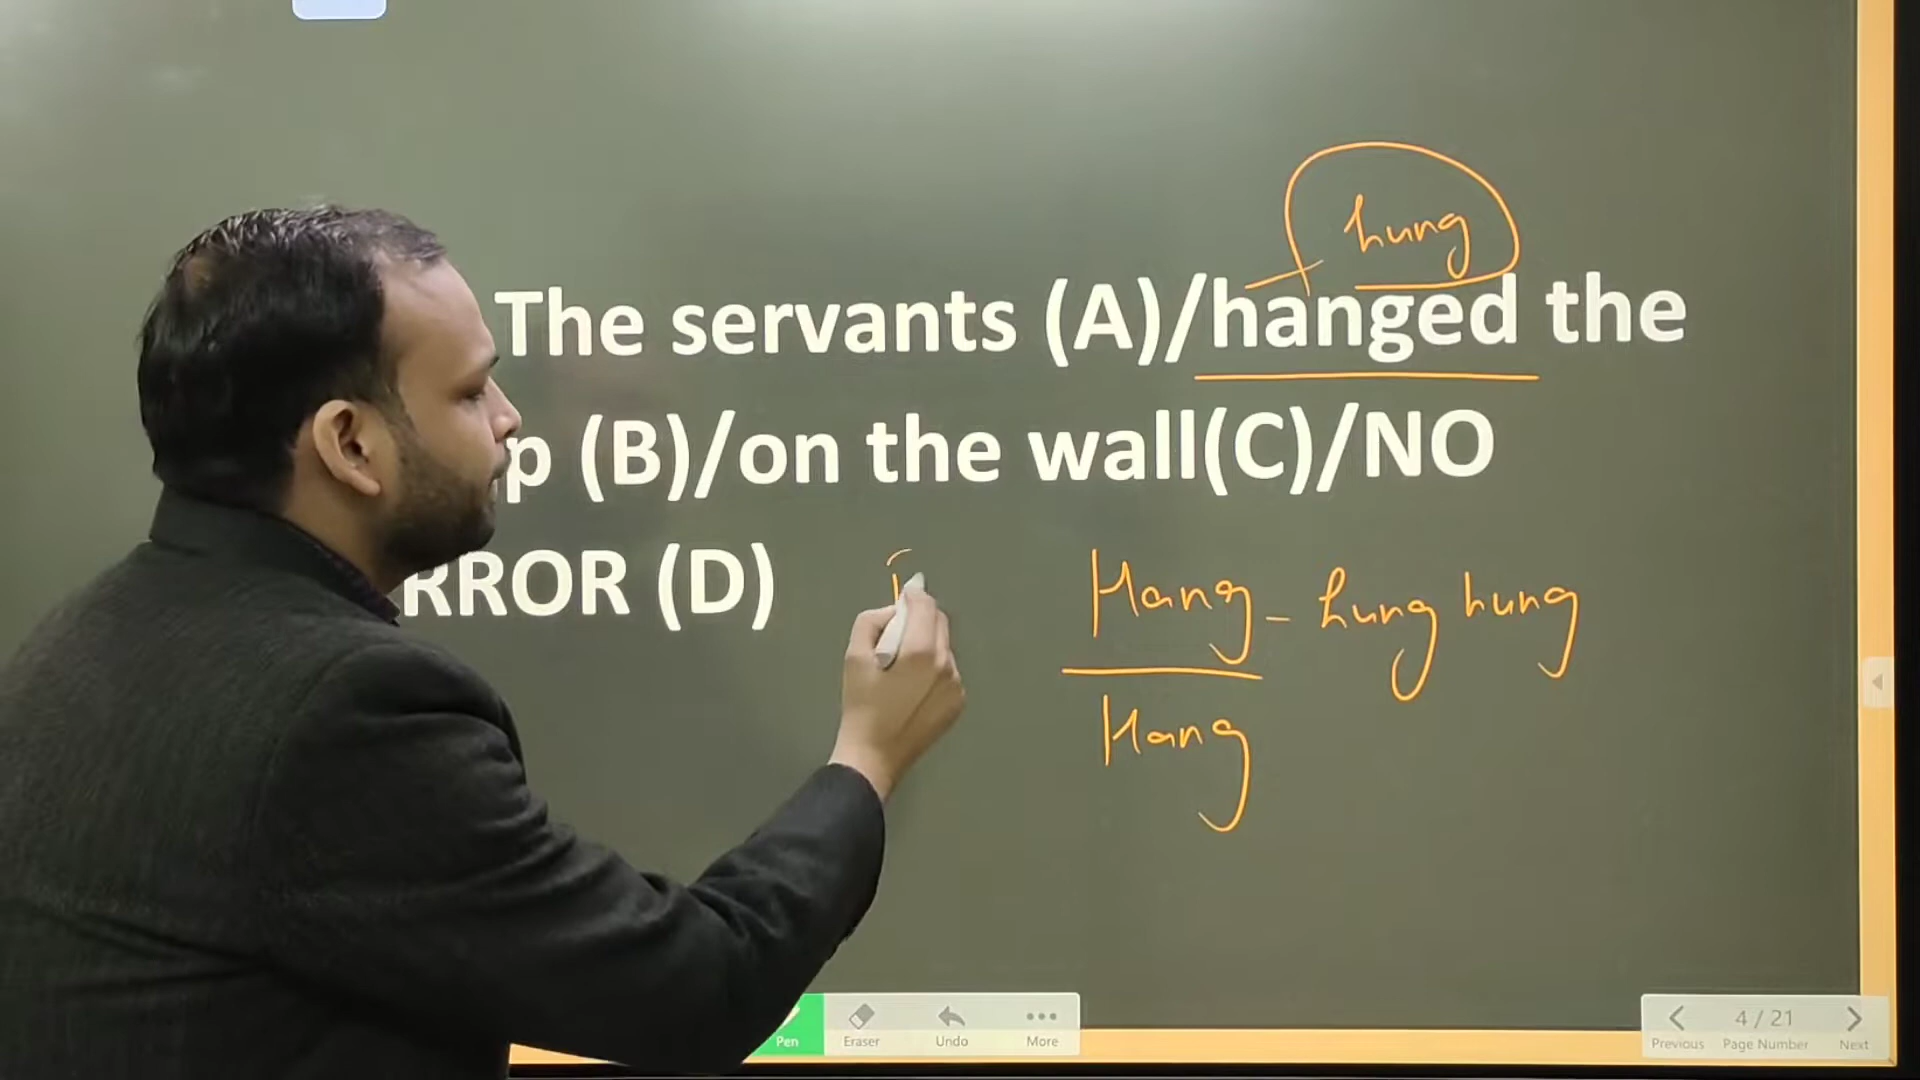 hung
The servants (A)/hanged the
p (B)/on the wall(C)/NO
RROR (D)
Hang - hung hung
Hang
Pen Eraser Undo More
4 / 21
Previous Page Number Next